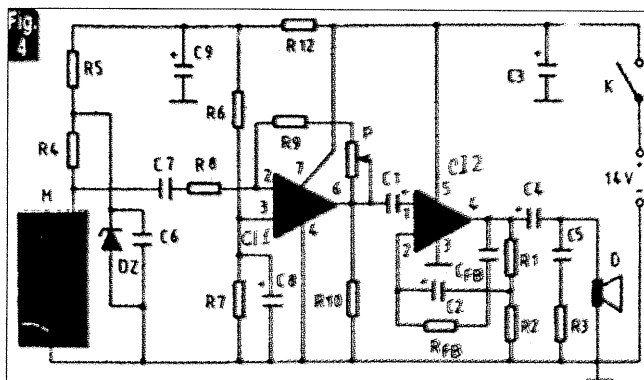 Fig. 4
R12
R5
C9
R6
C3
K
R9
P
R4
C7
R8
C1
CI2
14V
M
2
7
6
3
4
CI1
1
5
4
2
3
C4
C5
DZ
C6
CFB
R1
D
R7
C8
R10
C2
R2
R3
RFB
+
-